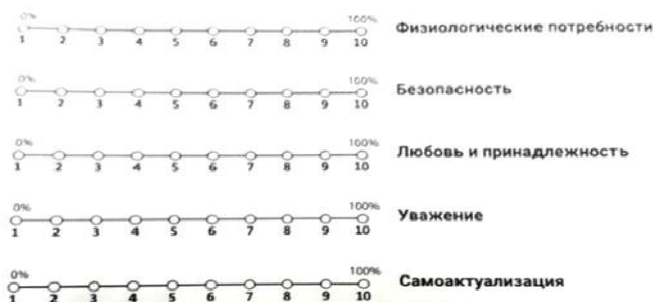 0% 100%
1 2 3 4 5 6 7 8 9 10 Физиологические потребности
0% 100%
1 2 3 4 5 6 7 8 9 10 Безопасность
0% 100%
1 2 3 4 5 6 7 8 9 10 Любовь и принадлежность
0% 100%
1 2 3 4 5 6 7 8 9 10 Уважение
0% 100%
1 2 3 4 5 6 7 8 9 10 Самоактуализация